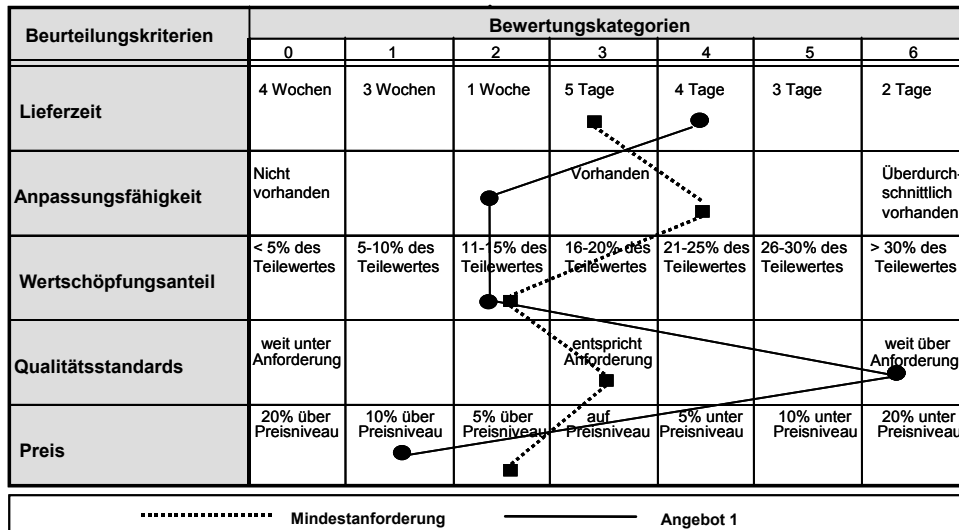 Beurteilungskriterien
Bewertungskategorien
0 1 2 3 4 5 6
Lieferzeit
4 Wochen 3 Wochen 1 Woche 5 Tage 4 Tage 3 Tage 2 Tage
Anpassungsfähigkeit
Nicht
vorhanden
Vorhanden
Überdurch-
schnittlich
vorhanden
Wertschöpfungsanteil
< 5% des 5-10% des 11-15% des 16-20% des 21-25% des 26-30% des > 30% des
Teilewertes Teilewertes Teilewertes Teilewertes Teilewertes Teilewertes Teilewertes
Qualitätsstandards
weit unter entspricht weit über
Anforderung Anforderung Anforderung
Preis
20% über 10% über 5% über auf 5% unter 10% unter 20% unter
Preisniveau Preisniveau Preisniveau Preisniveau Preisniveau Preisniveau Preisniveau
Mindestanforderung Angebot 1